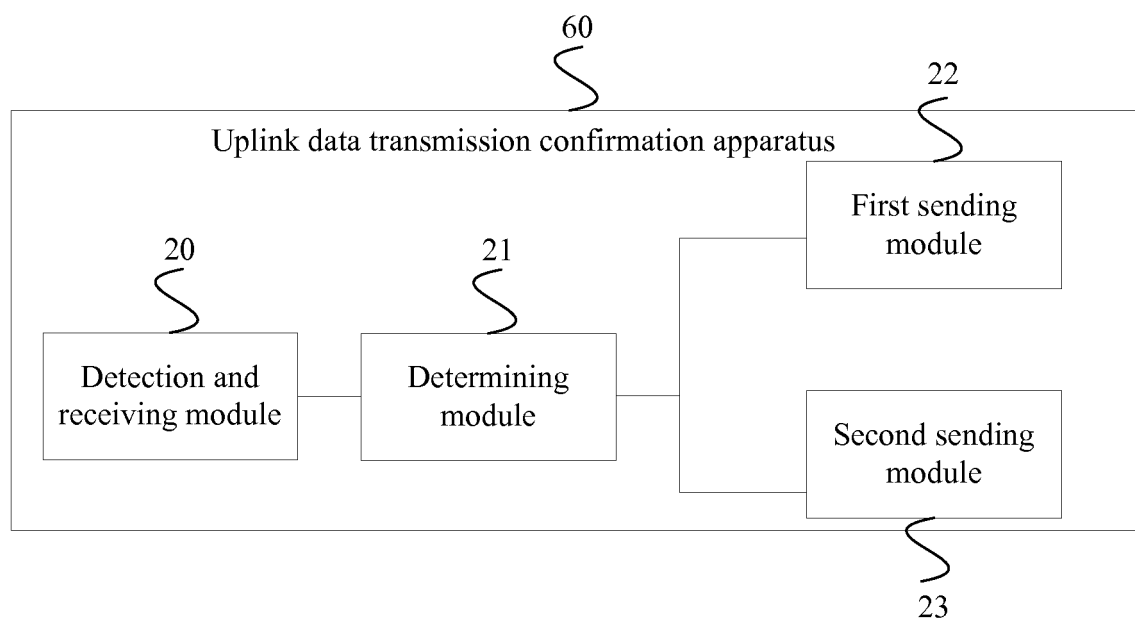 60
22
Uplink data transmission confirmation apparatus
First sending
module
20
21
Detection and
receiving module
Determining
module
Second sending
module
23